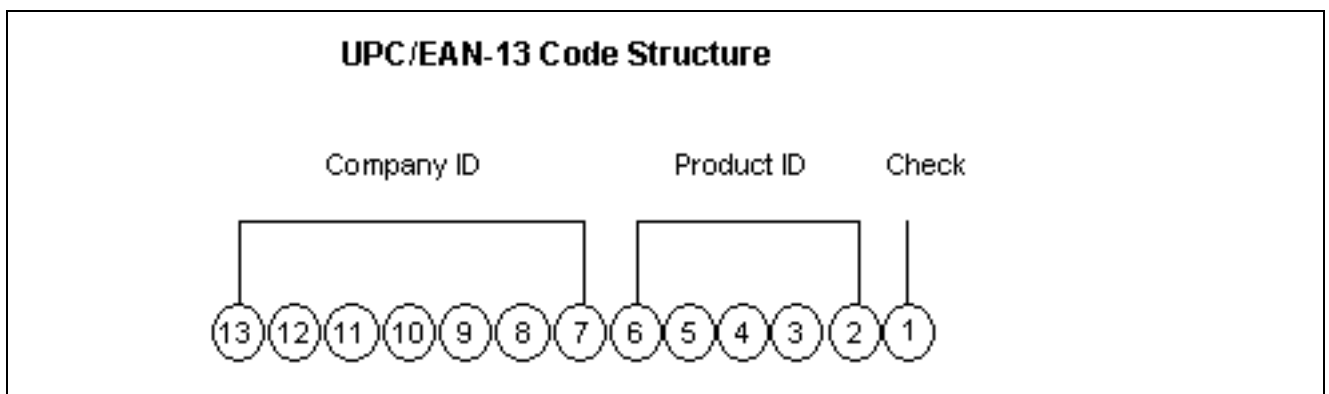 UPC/EAN-13 Code Structure
Company ID Product ID Check
13 12 11 10 9 8 7 6 5 4 3 2 1